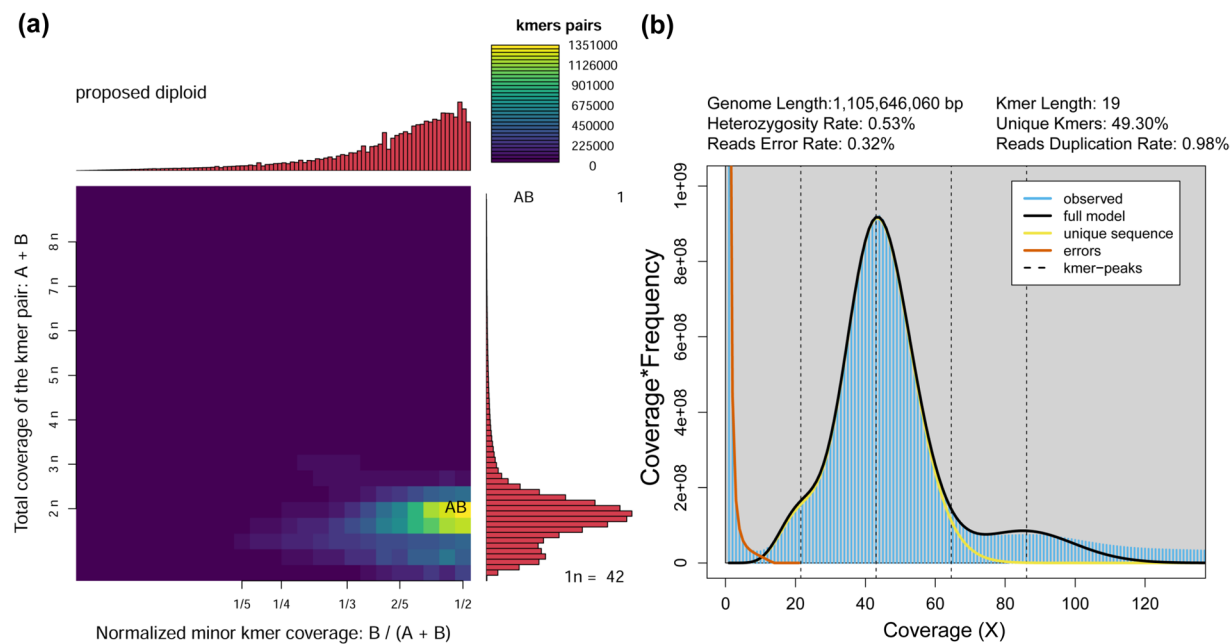 (a)
kmers pairs
1351000
1126000
901000
675000
450000
225000
0
proposed diploid
AB 1
Total coverage of the kmer pair: A + B
8 n
7 n
6 n
5 n
4 n
3 n
2 n
AB
1n = 42
1/5 1/4 1/3 2/5 1/2
Normalized minor kmer coverage: B / (A + B)
(b)
Genome Length:1,105,646,060 bp Kmer Length: 19
Heterozygosity Rate: 0.53% Unique Kmers: 49.30%
Reads Error Rate: 0.32% Reads Duplication Rate: 0.98%
Coverage*Frequency
1e+09
8e+08
6e+08
4e+08
2e+08
0
observed
full model
unique sequence
errors
kmer−peaks
0 20 40 60 80 100 120
Coverage (X)